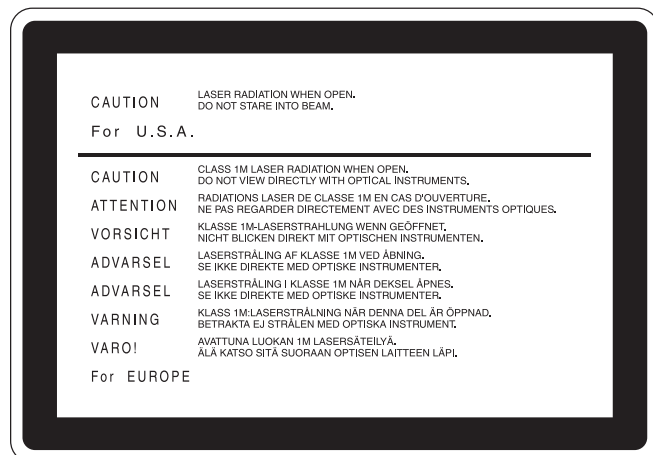 CAUTION LASER RADIATION WHEN OPEN.
DO NOT STARE INTO BEAM.
For U.S.A.
CAUTION CLASS 1M LASER RADIATION WHEN OPEN.
DO NOT VIEW DIRECTLY WITH OPTICAL INSTRUMENTS.
ATTENTION RADIATIONS LASER DE CLASSE 1M EN CAS D'OUVERTURE.
NE PAS REGARDER DIRECTEMENT AVEC DES INSTRUMENTS OPTIQUES.
VORSICHT KLASSE 1M-LASERSTRAHLUNG WENN GEÖFFNET.
NICHT BLICKEN DIREKT MIT OPTISCHEN INSTRUMENTEN.
ADVARSEL LASERSTRÅLING AF KLASSE 1M VED ÅBNING.
SE IKKE DIREKTE MED OPTISKE INSTRUMENTER.
ADVARSEL LASERSTRÅLING I KLASSE 1M NÅR DEKSEL ÅPNES.
SE IKKE DIREKTE MED OPTISKE INSTRUMENTER.
VARNING KLASS 1M:LASERSTRÅLNING NÄR DENNA DEL ÄR ÖPPNAD.
BETRAKTA EJ STRÅLEN MED OPTISKA INSTRUMENT.
VARO! AVATTUNA LUOKAN 1M LASERSÄTEILYÄ.
ÄLÄ KATSO SITÄ SUORAAN OPTISEN LAITTEEN LÄPI.
For EUROPE